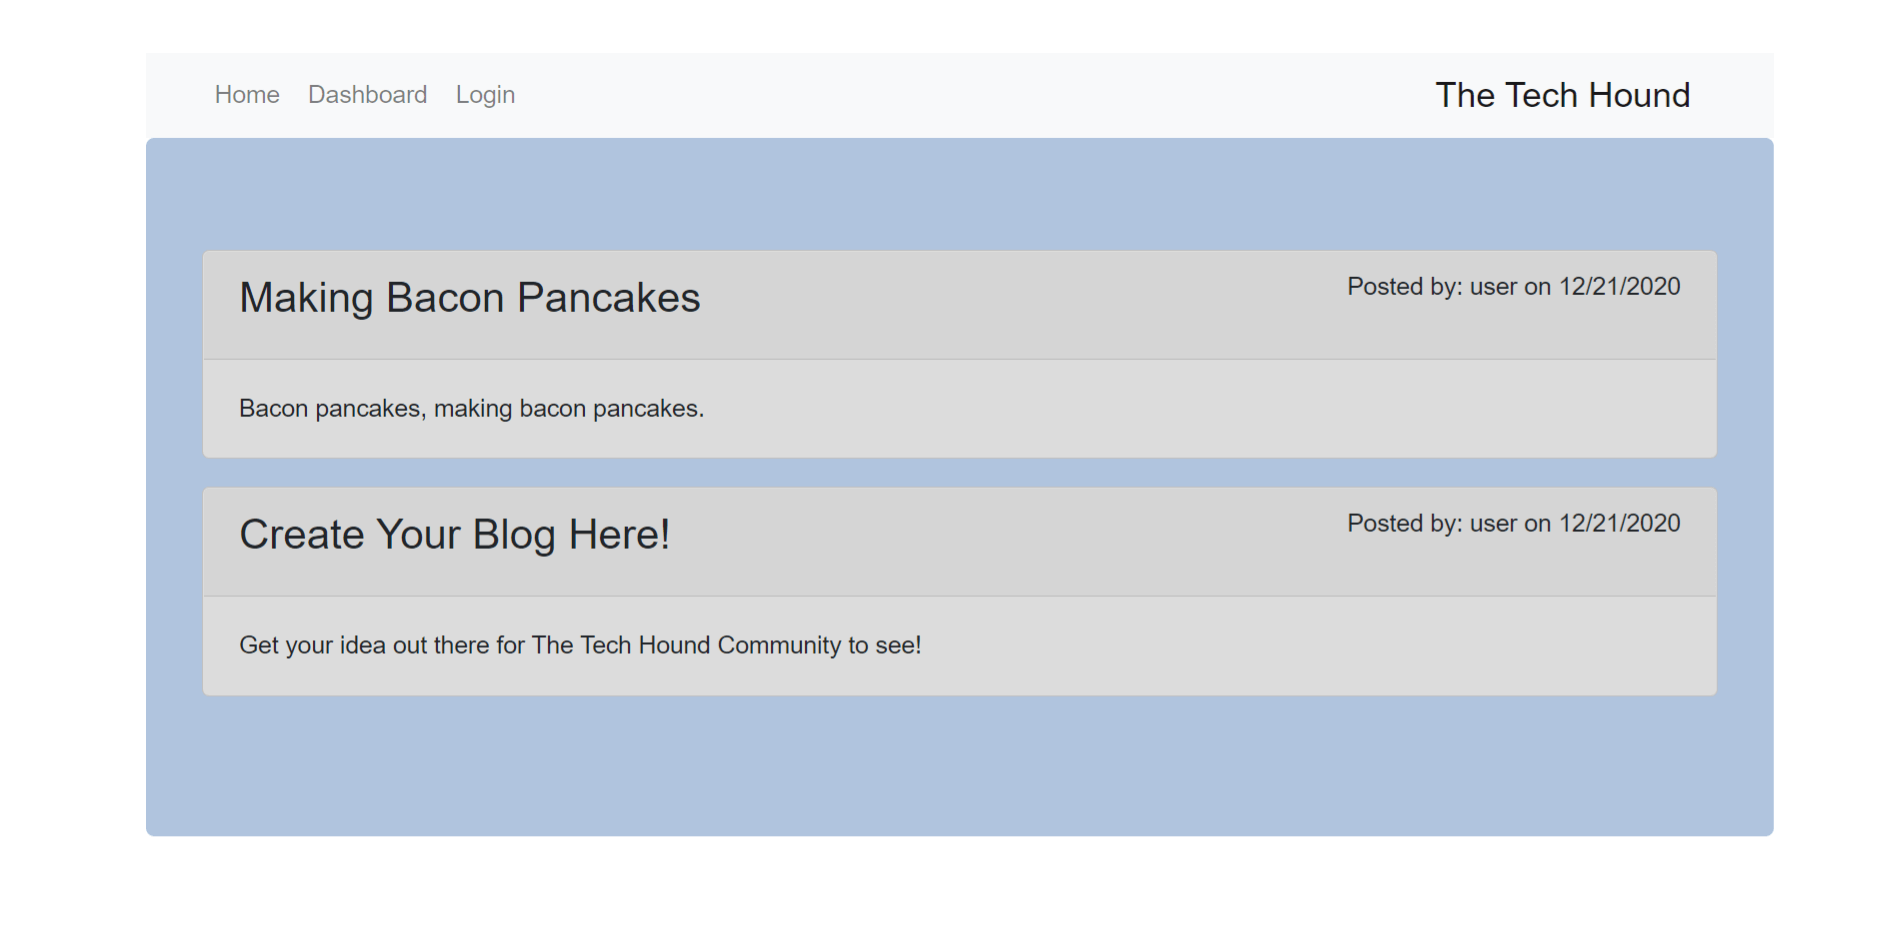 Home Dashboard Login The Tech Hound
Making Bacon Pancakes Posted by: user on 12/21/2020
Bacon pancakes, making bacon pancakes.
Create Your Blog Here! Posted by: user on 12/21/2020
Get your idea out there for The Tech Hound Community to see!